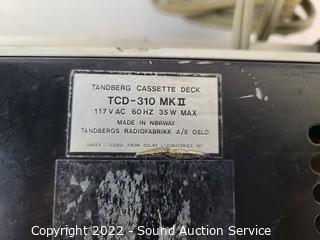 TANDBERG CASSETTE DECK
TCD-310 MK II
117 V AC 60 HZ 35 W MAX
MADE IN NORWAY
TANDBERGS RADIOFABRIKK A/S OSLO
UNDER LICENSE FROM DOLBY LABORATORIES INC
Copyright 2022 - Sound Auction Service